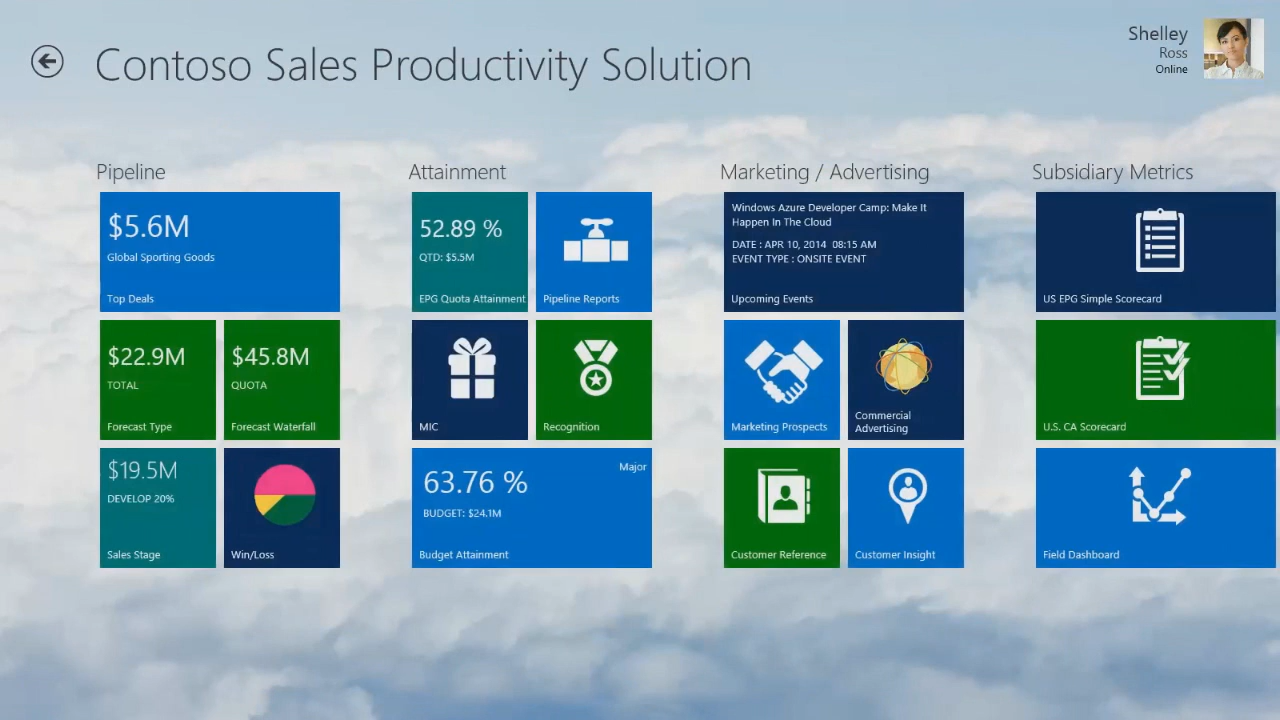 Contoso Sales Productivity Solution
Shelley
Ross
Online
Pipeline
$5.6M
Global Sporting Goods
Top Deals
$22.9M
TOTAL
Forecast Type
$45.8M
QUOTA
Forecast Waterfall
$19.5M
DEVELOP 20%
Sales Stage
Win/Loss
Attainment
52.89 %
QTD: $5.5M
EPG Quota Attainment
Pipeline Reports
MIC
Recognition
Major
63.76 %
BUDGET: $24.1M
Budget Attainment
Marketing / Advertising
Windows Azure Developer Camp: Make It
Happen In The Cloud
DATE : APR 10, 2014  08:15 AM
EVENT TYPE : ONSITE EVENT
Upcoming Events
Marketing Prospects
Commercial
Advertising
Customer Reference
Customer Insight
Subsidiary Metrics
US EPG Simple Scorecard
U.S. CA Scorecard
Field Dashboard